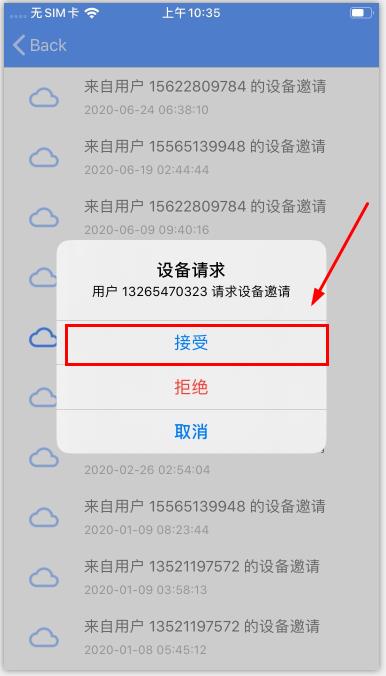 无SIM卡
上午10:35
Back
来自用户 15622809784 的设备邀请
2020-06-24 06:38:10
来自用户 15565139948 的设备邀请
2020-06-19 02:44:44
来自用户 15622809784 的设备邀请
2020-06-09 09:40:16
设备请求
用户 13265470323 请求设备邀请
接受
拒绝
取消
2020-02-26 02:54:04
来自用户 15565139948 的设备邀请
2020-01-09 08:23:44
来自用户 13521197572 的设备邀请
2020-01-09 03:58:13
来自用户 13521197572 的设备邀请
2020-01-08 05:45:12